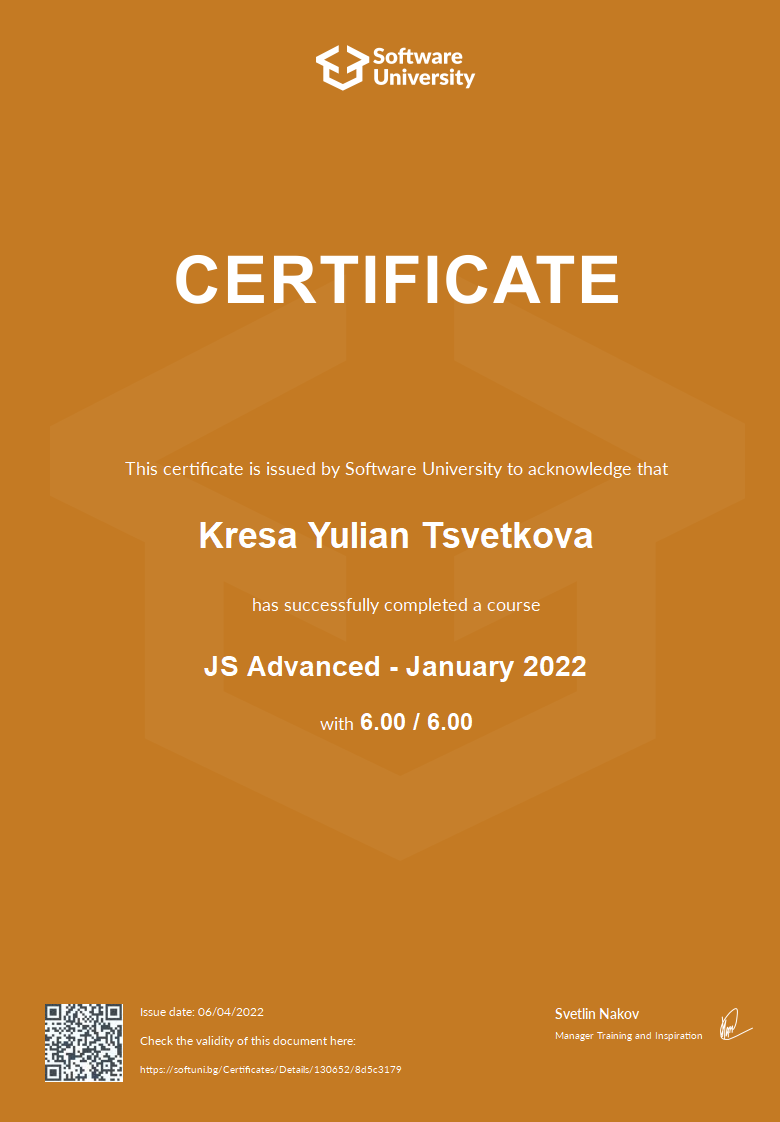 Software
University
CERTIFICATE
This certificate is issued by Software University to acknowledge that
Kresa Yulian Tsvetkova
has successfully completed a course
JS Advanced - January 2022
with 6.00 / 6.00
Issue date: 06/04/2022
Check the validity of this document here:
https://softuni.bg/Certificates/Details/130652/8d5c3179
Svetlin Nakov
Manager Training and Inspiration